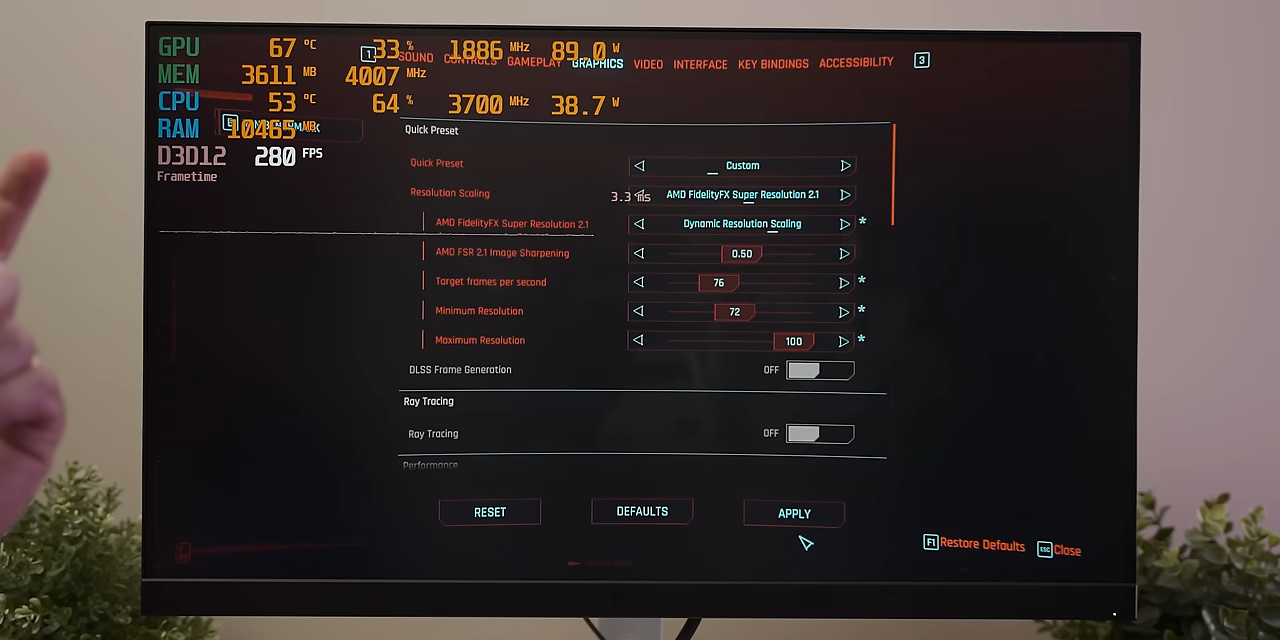 GPU 67 °C 33 % 1886 MHz 89.0 W
1 SOUND CONTROLS GAMEPLAY GRAPHICS VIDEO INTERFACE KEY BINDINGS ACCESSIBILITY 3
MEM 3611 MB 4007 MHz
CPU 53 °C 64 % 3700 MHz 38.7 W
RAM 10465 MB
D3D12 280 FPS
Frametime
3.3 ms
Quick Preset
Quick Preset Custom
Resolution Scaling AMD FidelityFX Super Resolution 2.1
AMD FidelityFX Super Resolution 2.1 Dynamic Resolution Scaling *
AMD FSR 2.1 Image Sharpening 0.50
Target frames per second 76 *
Minimum Resolution 72 *
Maximum Resolution 100 *
DLSS Frame Generation OFF
Ray Tracing
Ray Tracing OFF
Performance
RESET DEFAULTS APPLY
F1 Restore Defaults ESC Close